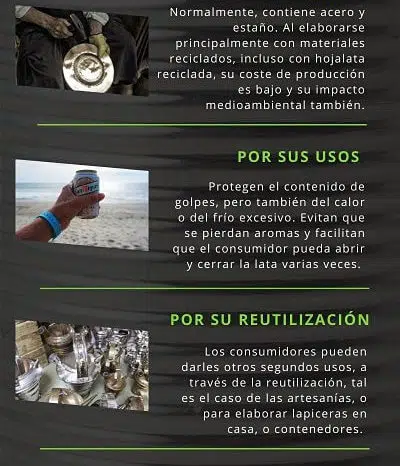 Normalmente, contiene acero y
estaño. Al elaborarse
principalmente con materiales
reciclados, incluso con hojalata
reciclada, su coste de producción
es bajo y su impacto
medioambiental también.
POR SUS USOS
Protegen el contenido de
golpes, pero también del calor
o del frío excesivo. Evitan que
se pierdan aromas y facilitan
que el consumidor pueda abrir
y cerrar la lata varias veces.
POR SU REUTILIZACIÓN
Los consumidores pueden
darles otros segundos usos, a
través de la reutilización, tal
es el caso de las artesanías, o
para elaborar lapiceras en
casa, o contenedores.